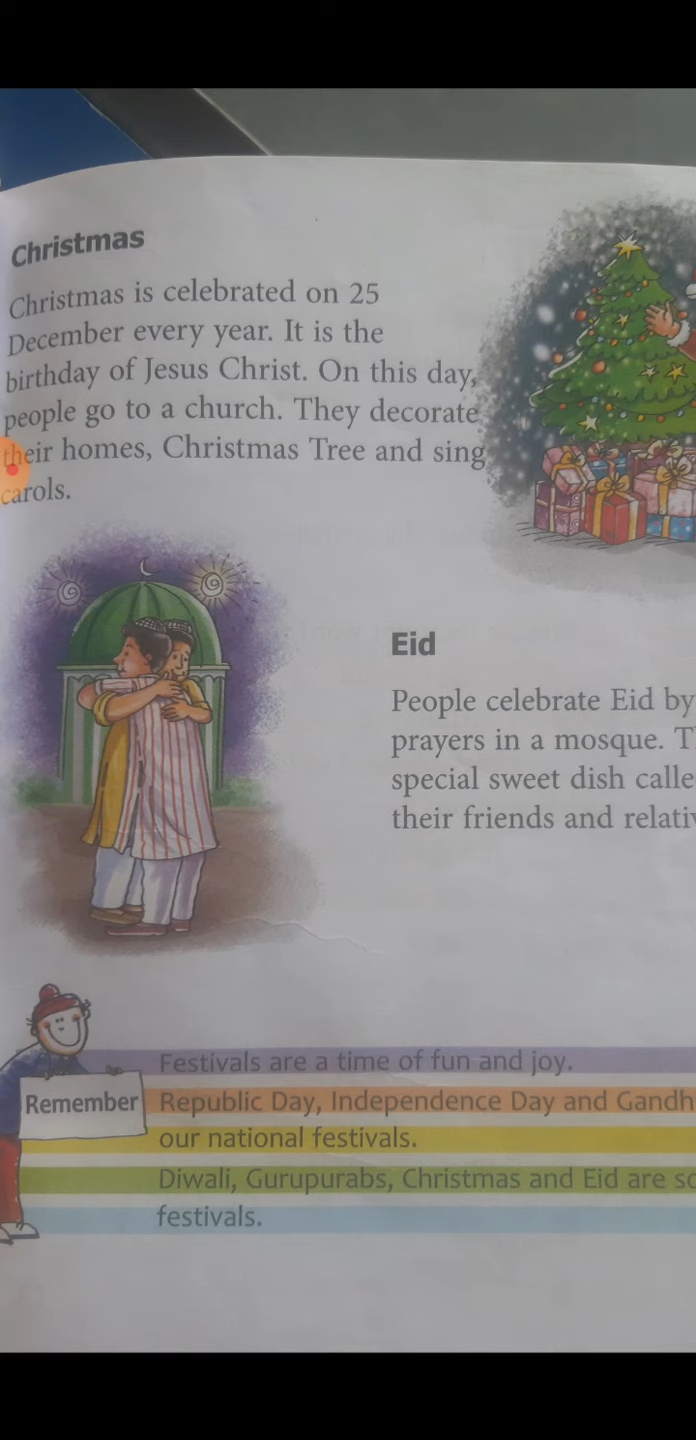 Christmas
Christmas is celebrated on 25
December every year. It is the
birthday of Jesus Christ. On this day,
people go to a church. They decorate
their homes, Christmas Tree and sing
carols.
Eid
People celebrate Eid by
prayers in a mosque.
special sweet dish
their friends and
Festivals are a time of fun and joy.
Remember
Republic Day, Independence Day and
our national festivals.
Diwali, Gurupurabs, Christmas and Eid are
festivals.